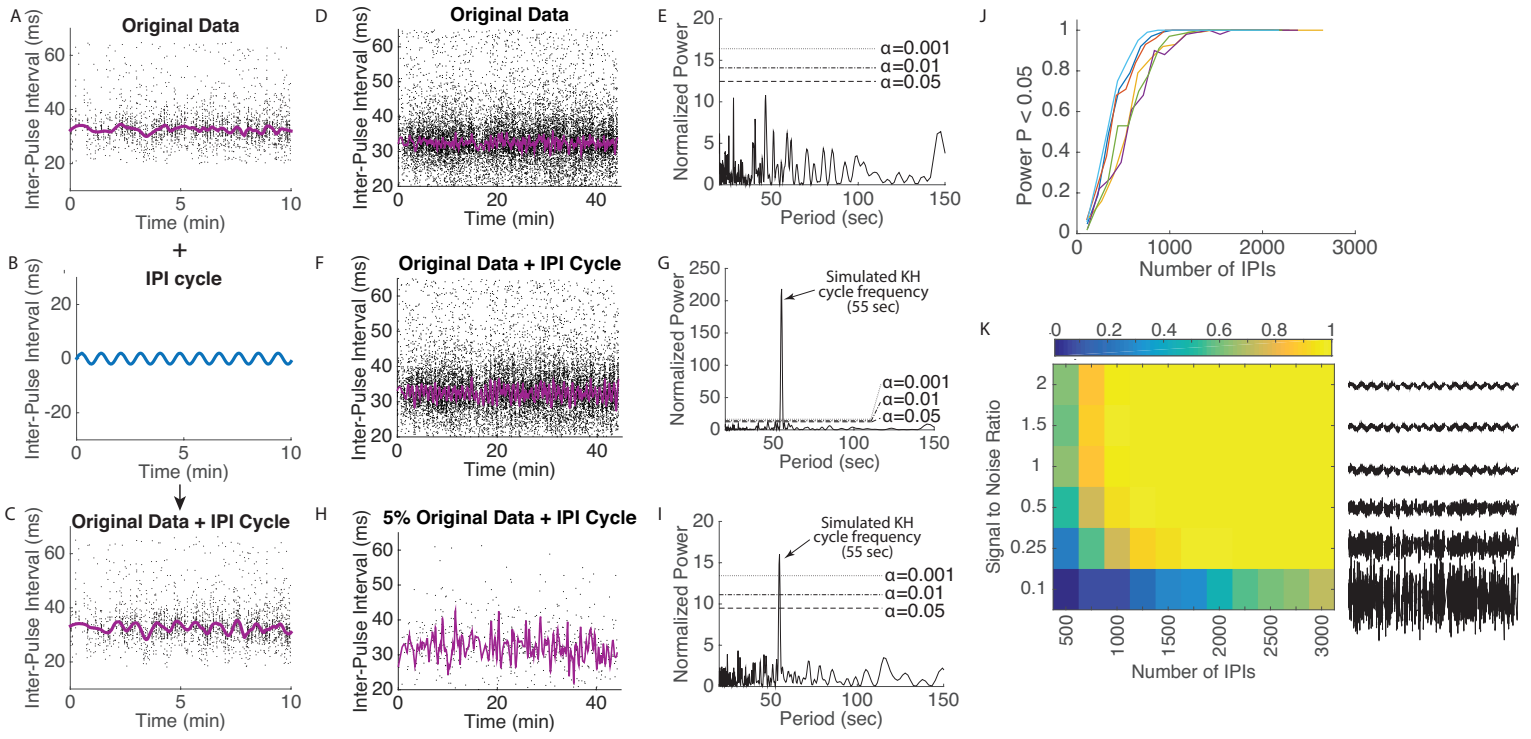 A
Original Data
Inter-Pulse Interval (ms)
60
40
20
0
5
10
Time (min)
+
B
IPI cycle
Inter-Pulse Interval (ms)
20
0
-20
0
5
10
Time (min)
C
Original Data + IPI Cycle
Inter-Pulse Interval (ms)
60
40
20
0
5
10
Time (min)
D
Original Data
Inter-Pulse Interval (ms)
60
50
40
30
20
0
20
40
Time (min)
F
Original Data + IPI Cycle
Inter-Pulse Interval (ms)
60
50
40
30
20
0
20
40
Time (min)
H
5% Original Data + IPI Cycle
Inter-Pulse Interval (ms)
60
50
40
30
20
0
20
40
Time (min)
E
Normalized Power
20
15
10
5
0
α=0.001
α=0.01
α=0.05
50
100
150
Period (sec)
G
Normalized Power
250
200
150
100
50
0
Simulated KH
cycle frequency
(55 sec)
α=0.001
α=0.01
α=0.05
50
100
150
Period (sec)
I
Normalized Power
20
15
10
5
0
Simulated KH
cycle frequency
(55 sec)
α=0.001
α=0.01
α=0.05
50
100
150
Period (sec)
J
Power P < 0.05
1
0.8
0.6
0.4
0.2
0
0
1000
2000
3000
Number of IPIs
K
0
0.2
0.4
0.6
0.8
1
Signal to Noise Ratio
2
1.5
1
0.5
0.25
0.1
500
1000
1500
2000
2500
3000
Number of IPIs